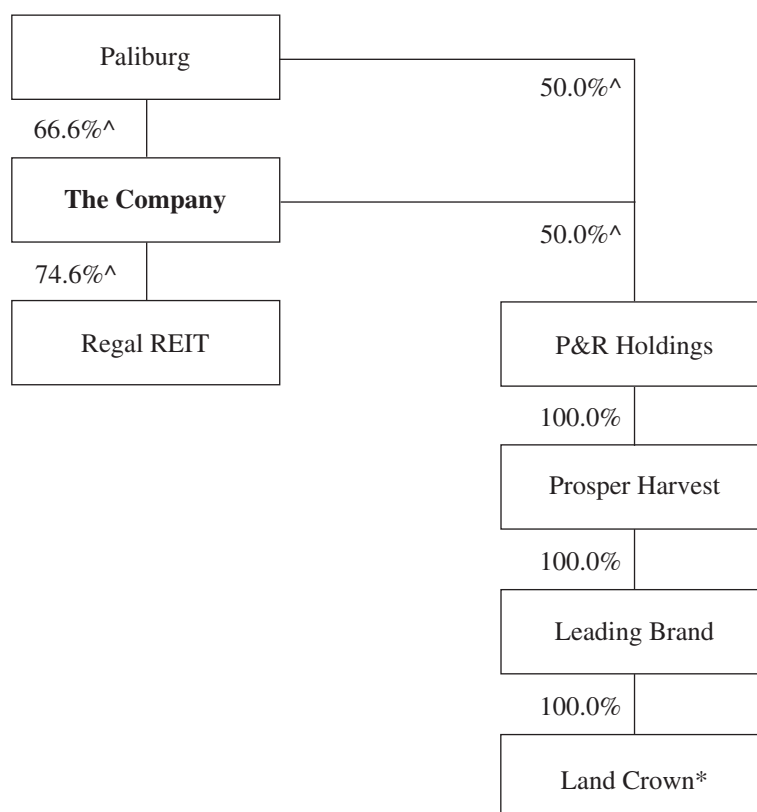 Paliburg
50.0%^
66.6%^
The Company
50.0%^
74.6%^
Regal REIT
P&R Holdings
100.0%
Prosper Harvest
100.0%
Leading Brand
100.0%
Land Crown*